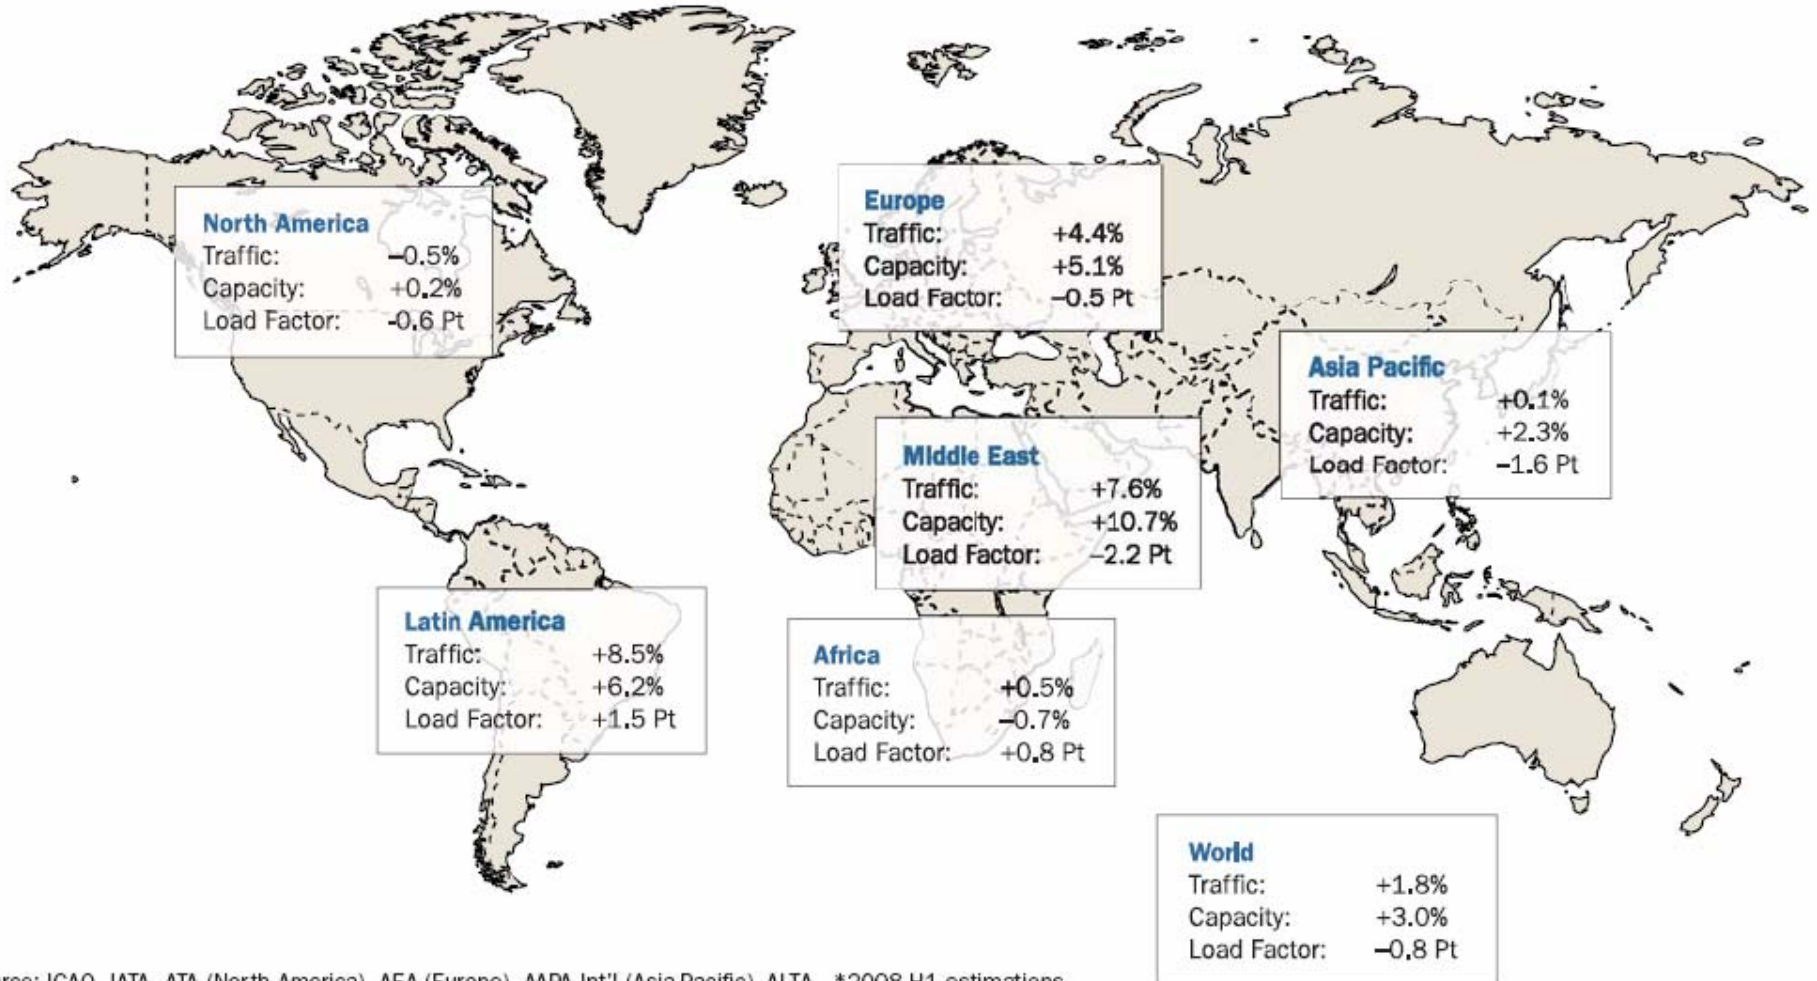 North America
Traffic: –0.5%
Capacity: +0.2%
Load Factor: -0.6 Pt
Europe
Traffic: +4.4%
Capacity: +5.1%
Load Factor: –0.5 Pt
Asia Pacific
Traffic: +0.1%
Capacity: +2.3%
Load Factor: –1.6 Pt
Middle East
Traffic: +7.6%
Capacity: +10.7%
Load Factor: –2.2 Pt
Latin America
Traffic: +8.5%
Capacity: +6.2%
Load Factor: +1.5 Pt
Africa
Traffic: +0.5%
Capacity: –0.7%
Load Factor: +0.8 Pt
World
Traffic: +1.8%
Capacity: +3.0%
Load Factor: –0.8 Pt
ICAO, IATA, ATA (North America), AEA (Europe), AAPA Int'l (Asia Pacific), ALTA *2008 H1 estimations